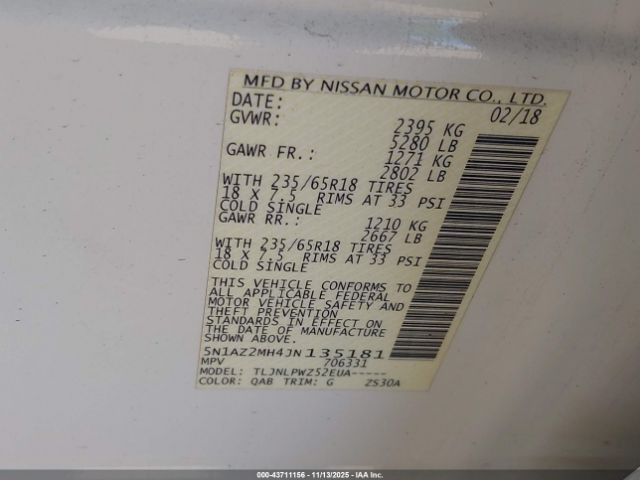 MFD BY NISSAN MOTOR CO., LTD.
DATE: 02/18
GVWR: 2395 KG
5280 LB
GAWR FR.: 1271 KG
2802 LB
WITH 235/65R18 TIRES
18 X 7.5 RIMS AT 33 PSI
COLD SINGLE
GAWR RR.: 1210 KG
2667 LB
WITH 235/65R18 TIRES
18 X 7.5 RIMS AT 33 PSI
COLD SINGLE
THIS VEHICLE CONFORMS TO
ALL APPLICABLE FEDERAL
MOTOR VEHICLE SAFETY AND
THEFT PREVENTION
STANDARDS IN EFFECT ON
THE DATE OF MANUFACTURE
SHOWN ABOVE.
5N1AZ2MH4JN135181
MPV 706331
MODEL: TLJNLPWZ52EUA-----
COLOR: QAB TRIM: G ZS30A
000-43711156 - 11/13/2025 - IAAI.CA